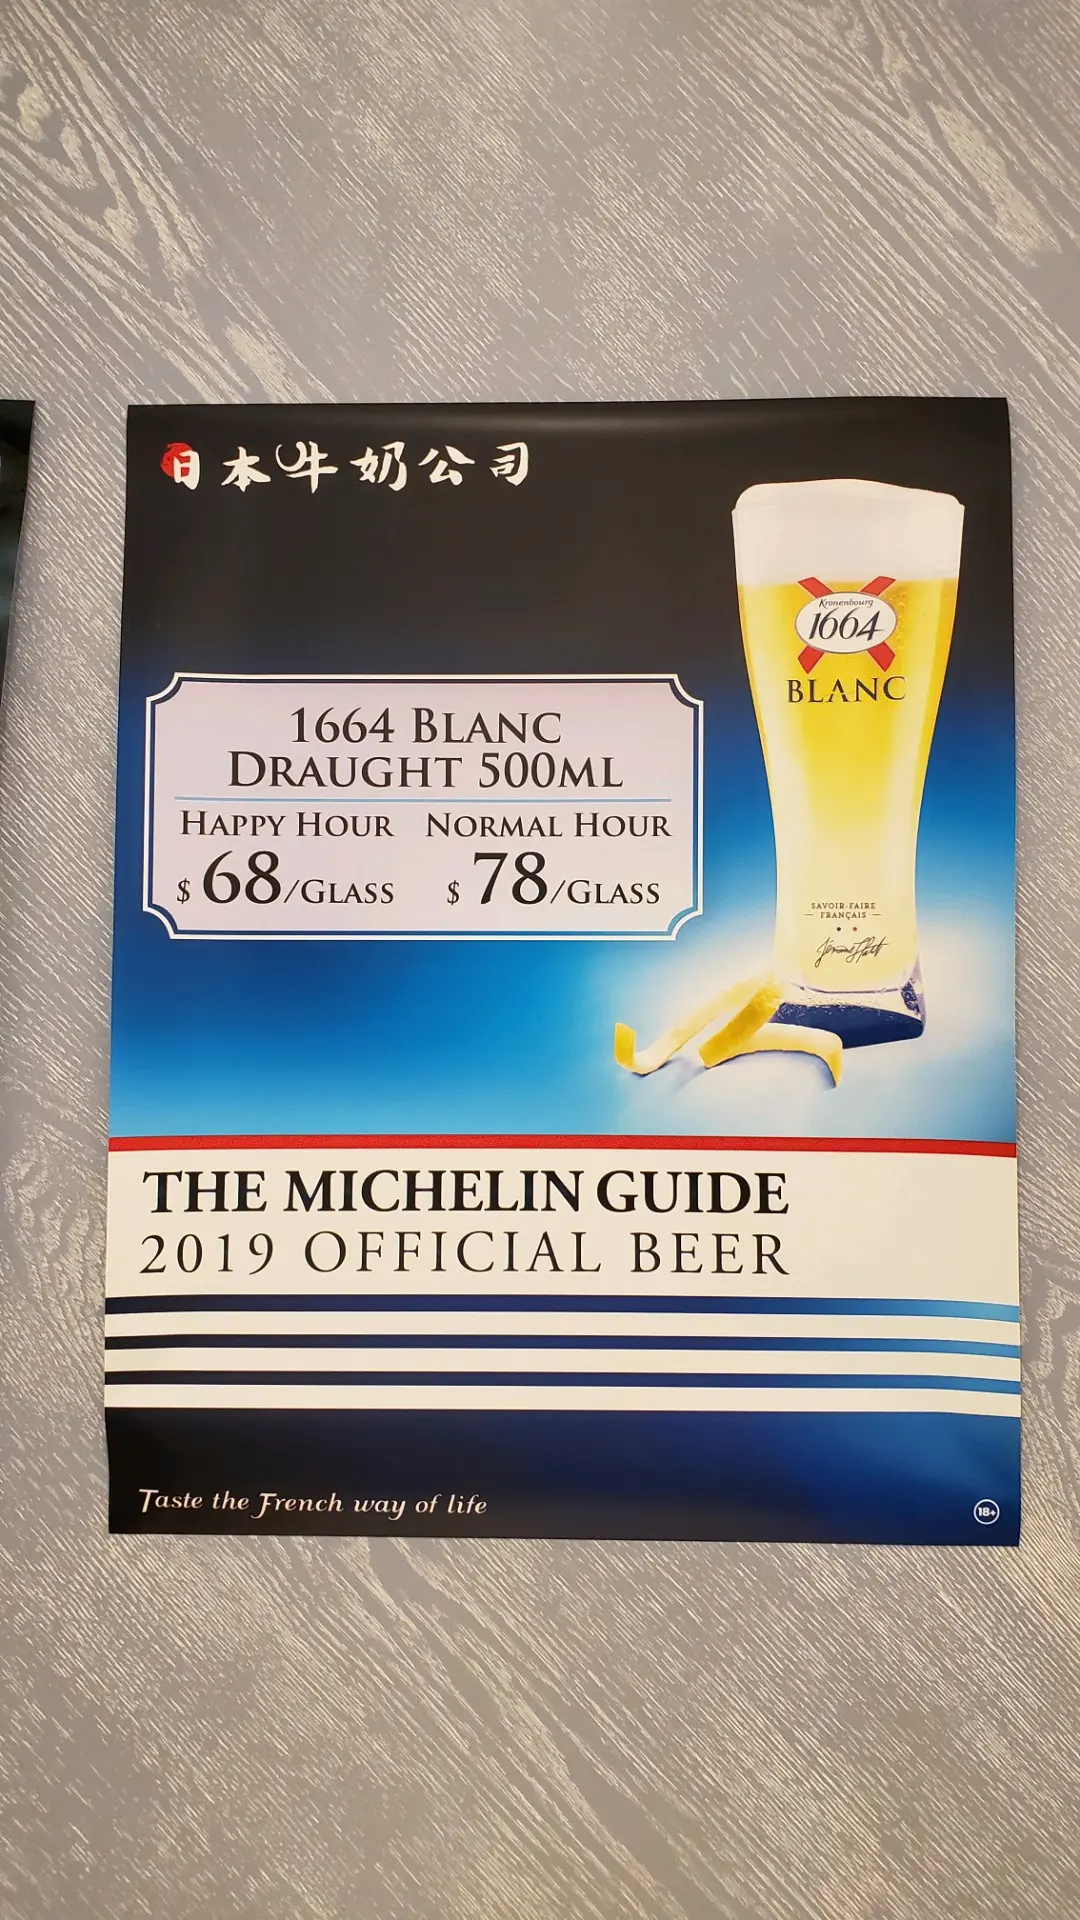 日本牛奶公司
Kronenbourg
1664
BLANC
1664 BLANC
DRAUGHT 500ML
HAPPY HOUR NORMAL HOUR
$ 68/GLASS $ 78/GLASS
SAVOIR-FAIRE
FRANÇAIS
THE MICHELIN GUIDE
2019 OFFICIAL BEER
Taste the French way of life
18+